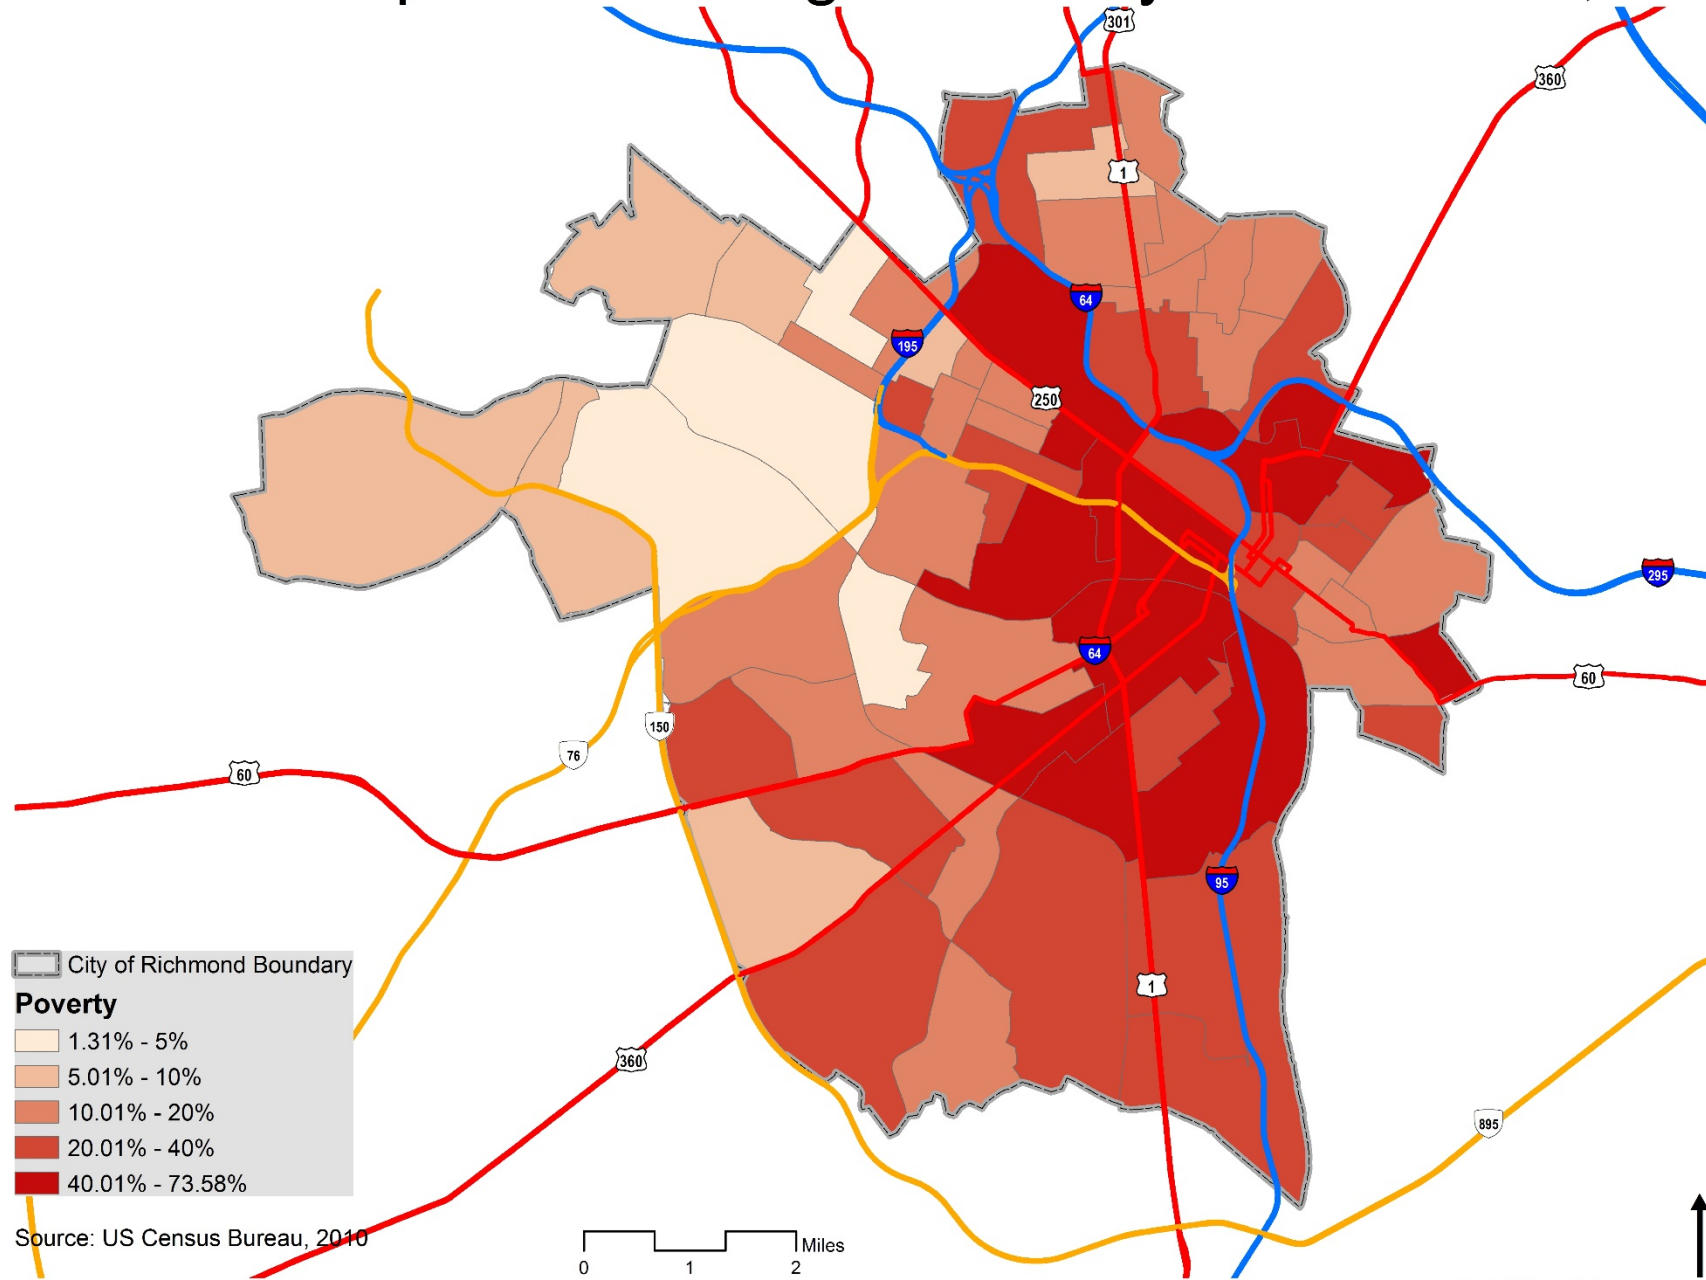 301
360
1
64
195
250
295
64
60
150
76
60
95
1
360
895
City of Richmond Boundary
Poverty
1.31% - 5%
5.01% - 10%
10.01% - 20%
20.01% - 40%
40.01% - 73.58%
Source: US Census Bureau, 2010
Miles
0 1 2